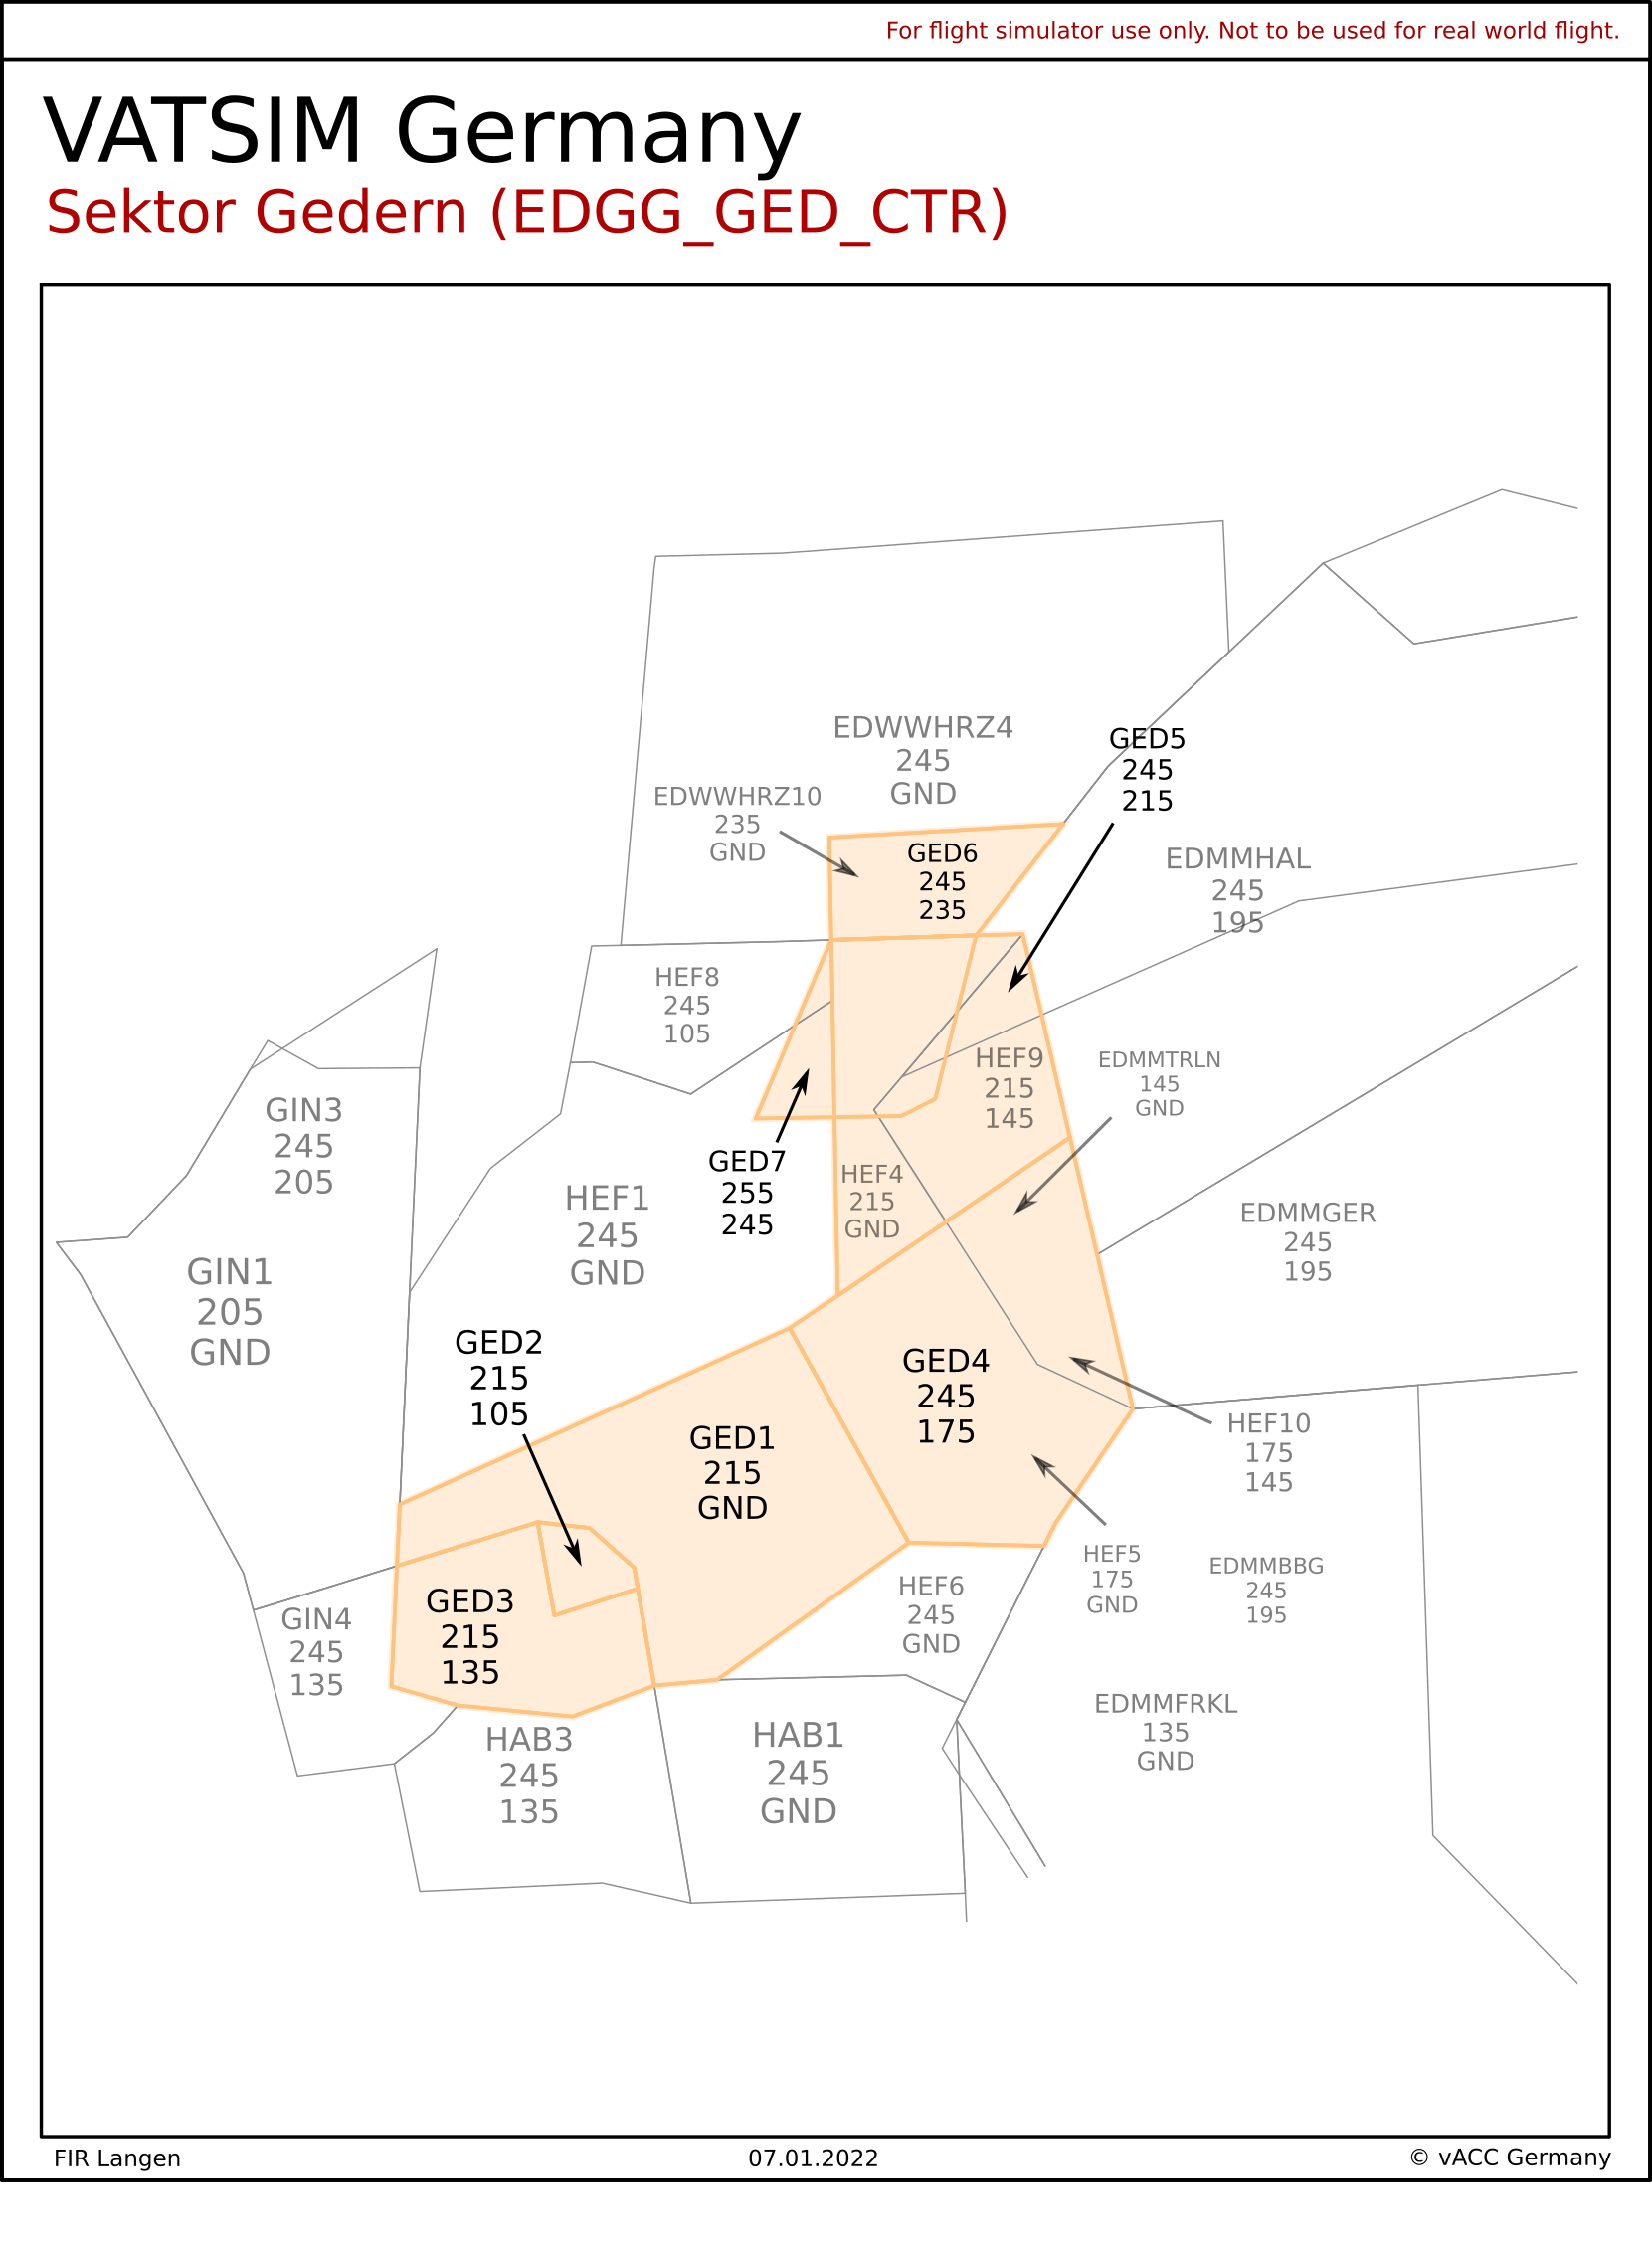 For flight simulator use only. Not to be used for real world flight.
VATSIM Germany
Sektor Gedern (EDGG_GED_CTR)
EDWWHRZ4
245
GND
GED5
245
215
EDWWHRZ10
235
GND
GED6
245
235
EDMMHAL
245
195
HEF8
245
105
HEF9
215
145
EDMMTRLN
145
GND
GIN3
245
205
GED7
255
245
HEF4
215
GND
HEF1
245
GND
EDMMGER
245
195
GIN1
205
GND
GED2
215
105
GED4
245
175
GED1
215
GND
HEF10
175
145
HEF5
175
GND
EDMMBBG
245
195
HEF6
245
GND
GED3
215
135
GIN4
245
135
EDMMFRKL
135
GND
HAB3
245
135
HAB1
245
GND
FIR Langen
07.01.2022
© vACC Germany